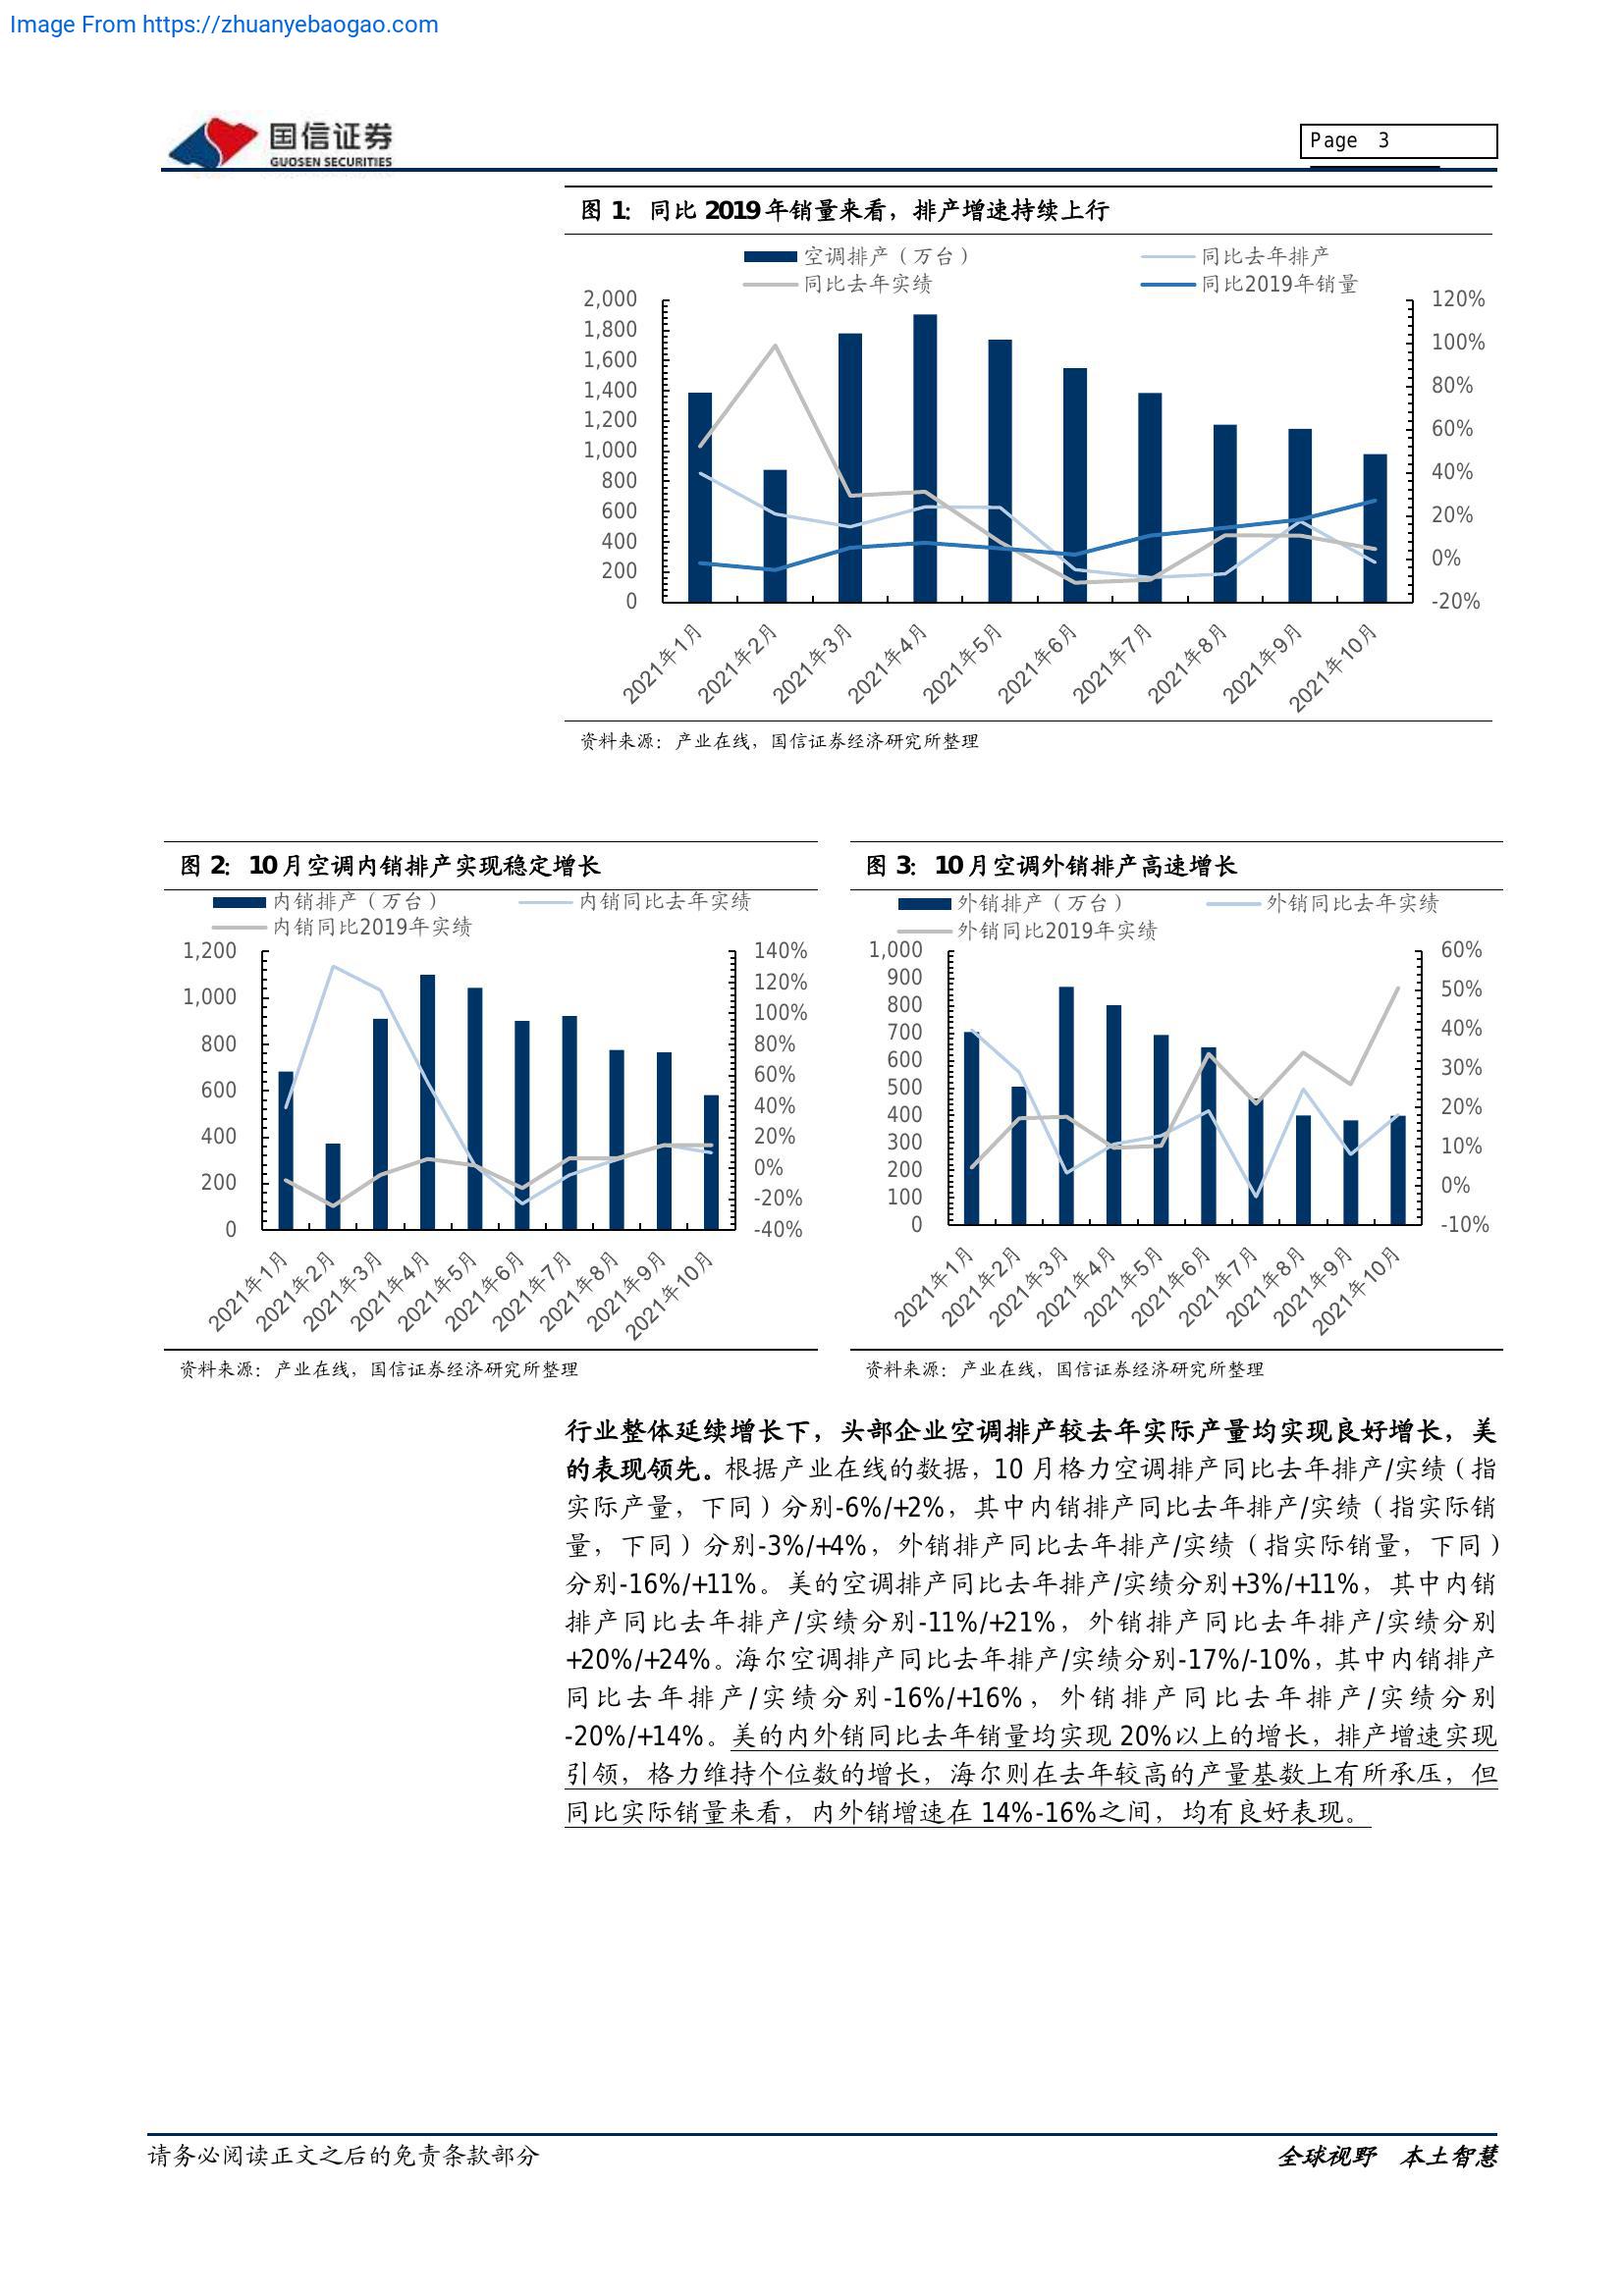 Image From https://zhuanyebaogao.com
国信证券
GUOSEN SECURITIES
Page 3
图 1: 同比 2019 年销量来看，排产增速持续上行
空调排产（万台）
同比去年排产
同比去年实绩
同比2019年销量
2,000
1,800
1,600
1,400
1,200
1,000
800
600
400
200
0
120%
100%
80%
60%
40%
20%
0%
-20%
2021年1月
2021年2月
2021年3月
2021年4月
2021年5月
2021年6月
2021年7月
2021年8月
2021年9月
2021年10月
资料来源：产业在线，国信证券经济研究所整理
图 2: 10 月空调内销排产实现稳定增长
内销排产（万台）
内销同比去年实绩
内销同比2019年实绩
1,200
1,000
800
600
400
200
0
140%
120%
100%
80%
60%
40%
20%
0%
-20%
-40%
2021年1月
2021年2月
2021年3月
2021年4月
2021年5月
2021年6月
2021年7月
2021年8月
2021年9月
2021年10月
资料来源：产业在线，国信证券经济研究所整理
图 3: 10 月空调外销排产高速增长
外销排产（万台）
外销同比去年实绩
外销同比2019年实绩
1,000
900
800
700
600
500
400
300
200
100
0
60%
50%
40%
30%
20%
10%
0%
-10%
2021年1月
2021年2月
2021年3月
2021年4月
2021年5月
2021年6月
2021年7月
2021年8月
2021年9月
2021年10月
资料来源：产业在线，国信证券经济研究所整理
行业整体延续增长下，头部企业空调排产较去年实际产量均实现良好增长，美
的表现领先。根据产业在线的数据，10 月格力空调排产同比去年排产/实绩（指
实际产量，下同）分别-6%/+2%，其中内销排产同比去年排产/实绩（指实际销
量，下同）分别-3%/+4%，外销排产同比去年排产/实绩（指实际销量，下同）
分别-16%/+11%。美的空调排产同比去年排产/实绩分别+3%/+11%，其中内销
排产同比去年排产/实绩分别-11%/+21%，外销排产同比去年排产/实绩分别
+20%/+24%。海尔空调排产同比去年排产/实绩分别-17%/-10%，其中内销排产
同比去年排产/实绩分别-16%/+16%，外销排产同比去年排产/实绩分别
-20%/+14%。美的内外销同比去年销量均实现 20%以上的增长，排产增速实现
引领，格力维持个位数的增长，海尔则在去年较高的产量基数上有所承压，但
同比实际销量来看，内外销增速在 14%-16%之间，均有良好表现。
请务必阅读正文之后的免责条款部分
全球视野 本土智慧